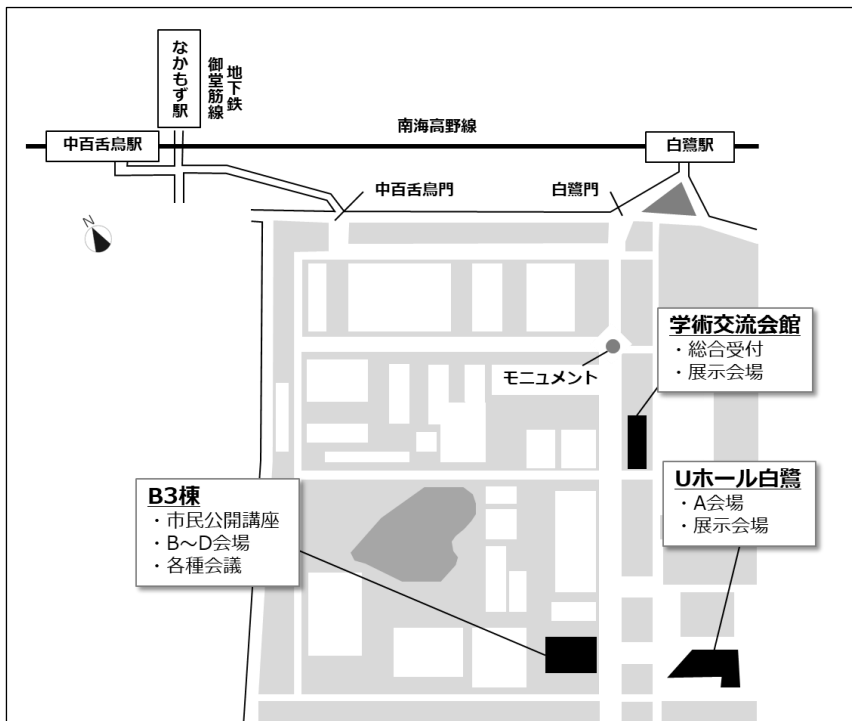 なかもず駅
地下鉄
御堂筋線
南海高野線
中百舌鳥駅
白鷺駅
中百舌鳥門
白鷺門
N
学術交流会館
・総合受付
・展示会場
モニュメント
Uホール白鷺
・A会場
・展示会場
B3棟
・市民公開講座
・B～D会場
・各種会議